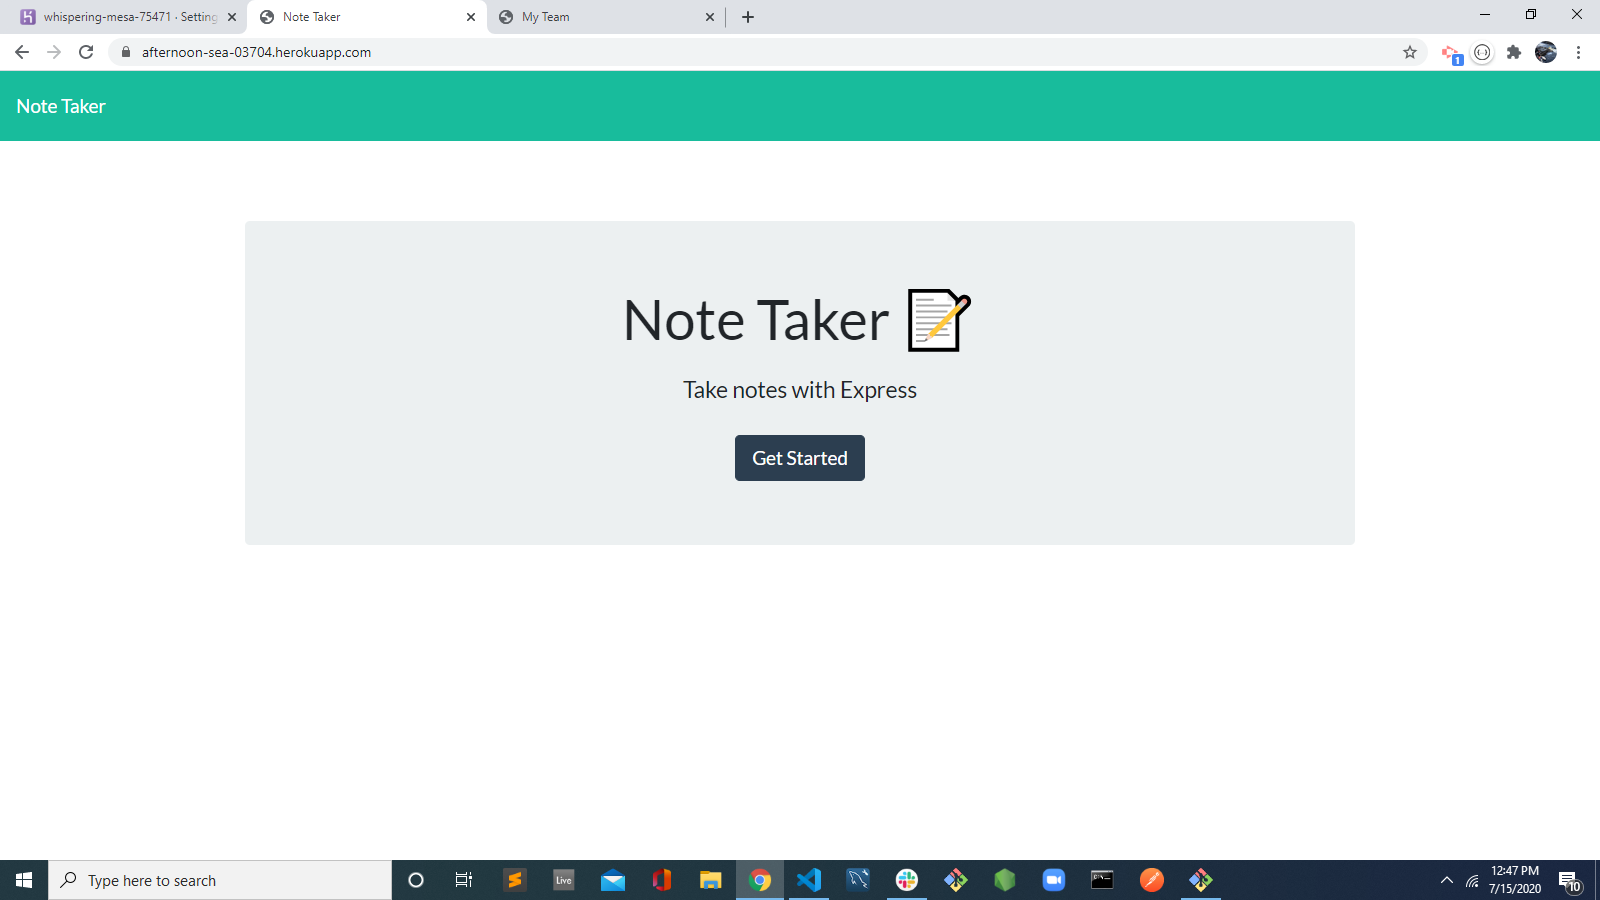 whispering-mesa-75471 · Setting
Note Taker
My Team
afternoon-sea-03704.herokuapp.com
1
Note Taker
Note Taker
Take notes with Express
Get Started
Type here to search
Live
12:47 PM
7/15/2020
10